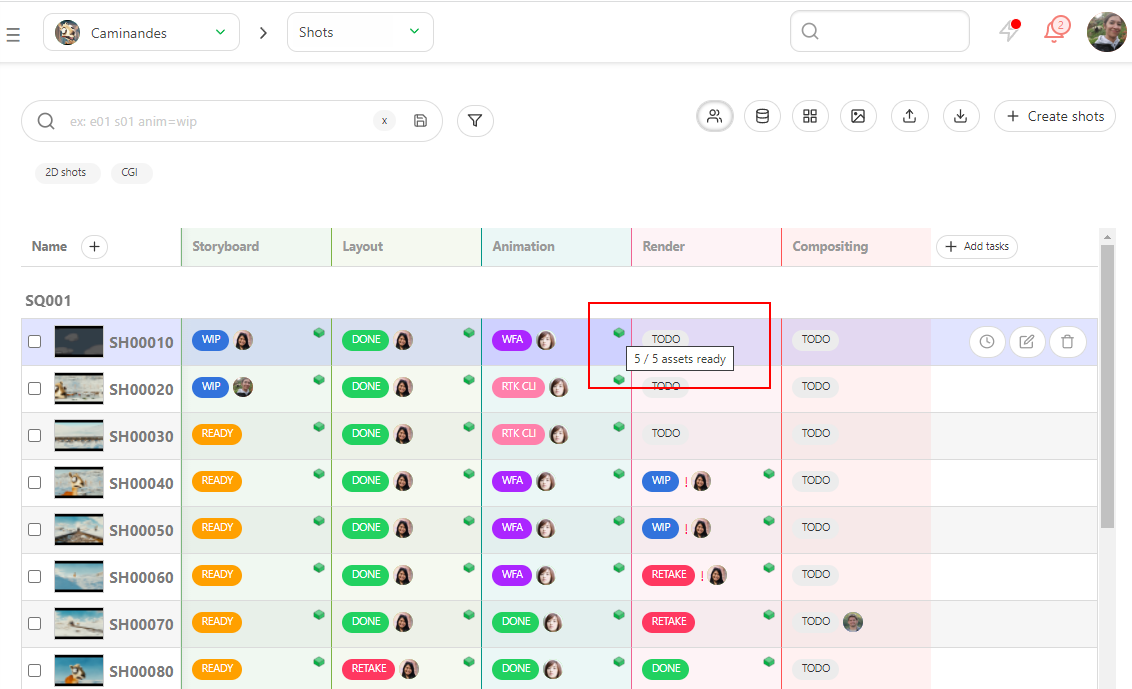 Caminandes
Shots
2
ex: e01 s01 anim=wip
x
Create shots
2D shots
CGI
Name
Storyboard
Layout
Animation
Render
Compositing
Add tasks
SQ001
SH00010 WIP DONE WFA TODO TODO
5 / 5 assets ready
SH00020 WIP DONE RTK CLI TODO TODO
SH00030 READY DONE RTK CLI TODO TODO
SH00040 READY DONE WFA WIP ! TODO
SH00050 READY DONE WFA WIP ! TODO
SH00060 READY DONE WFA RETAKE ! TODO
SH00070 READY DONE DONE RETAKE TODO
SH00080 READY RETAKE DONE DONE TODO